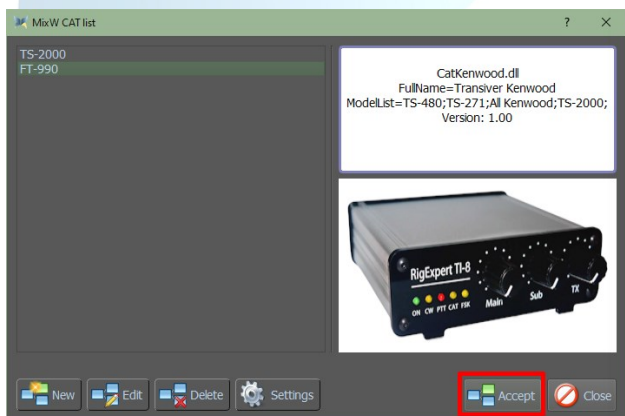 MixW CAT list
? ×
TS-2000
FT-990
CatKenwood.dll
FullName=Transiver Kenwood
ModelList=TS-480;TS-271;All Kenwood;TS-2000;
Version: 1.00
RigExpert TI-8
ON CW PTT CAT FSK Main Sub TX
New Edit Delete Settings Accept Close